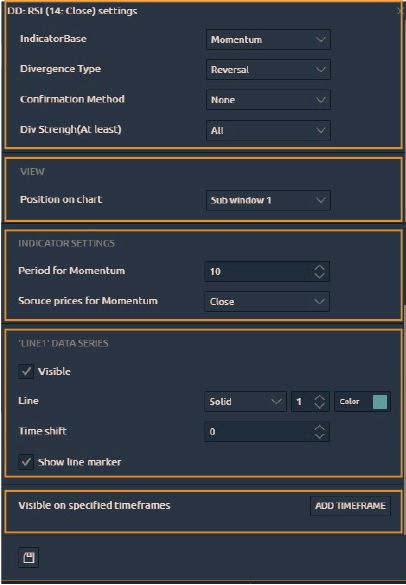 DD: RSI (14: Close) settings
IndicatorBase Momentum
Divergence Type Reversal
Confirmation Method None
Div Strengh(At least) All
VIEW
Position on chart Sub window 1
INDICATOR SETTINGS
Period for Momentum 10
Soruce prices for Momentum Close
'LINE1' DATA SERIES
Visible
Line Solid 1 Color
Time shift 0
Show line marker
Visible on specified timeframes ADD TIMEFRAME